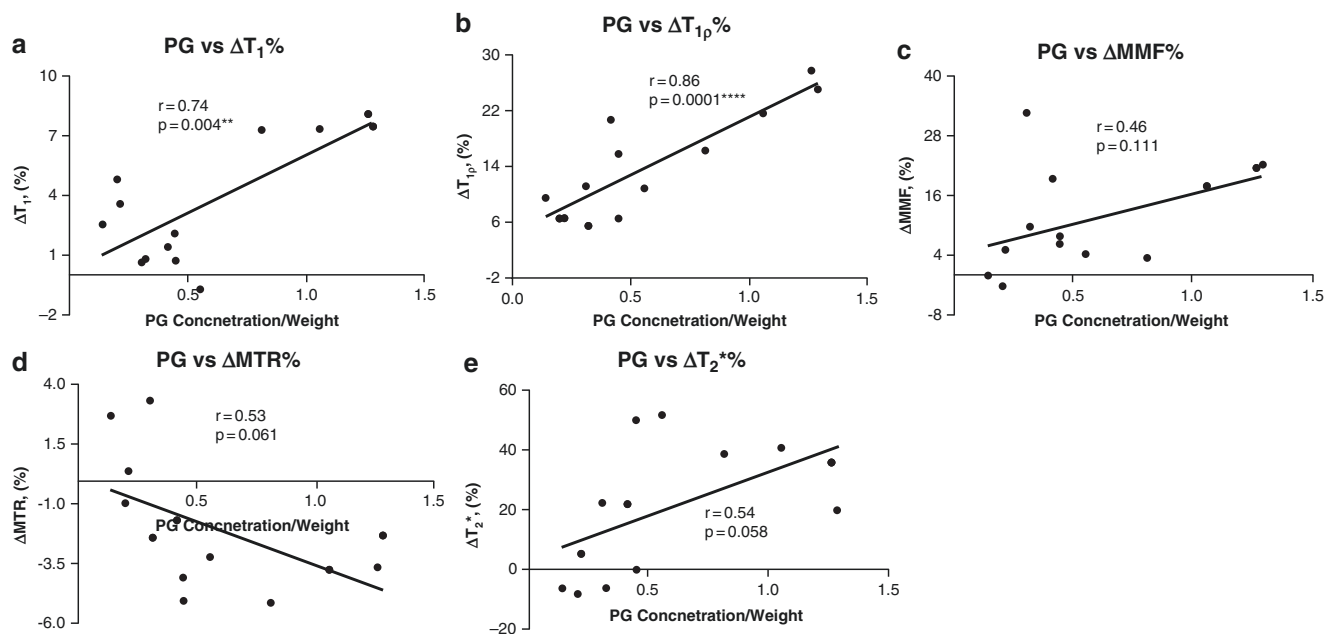 a
PG vs ΔT₁%
10
7
4
1
−2
ΔT₁, (%)
r=0.74
p=0.004**
0.5
1.0
1.5
PG Concnetration/Weight
b
PG vs ΔT₁ρ%
30
22
14
6
-2
ΔT₁ρ, (%)
r=0.86
p=0.0001****
0.0
0.5
1.0
1.5
PG Concnetration/Weight
c
PG vs ΔMMF%
40
28
16
4
-8
ΔMMF, (%)
r=0.46
p=0.111
0.5
1.0
1.5
PG Concnetration/Weight
d
PG vs ΔMTR%
4.0
1.5
-1.0
-3.5
-6.0
ΔMTR, (%)
r=0.53
p=0.061
0.5
1.0
1.5
PG Concnetration/Weight
e
PG vs ΔT₂*%
60
40
20
0
−20
ΔT₂*, (%)
r=0.54
p=0.058
0.5
1.0
1.5
PG Concnetration/Weight